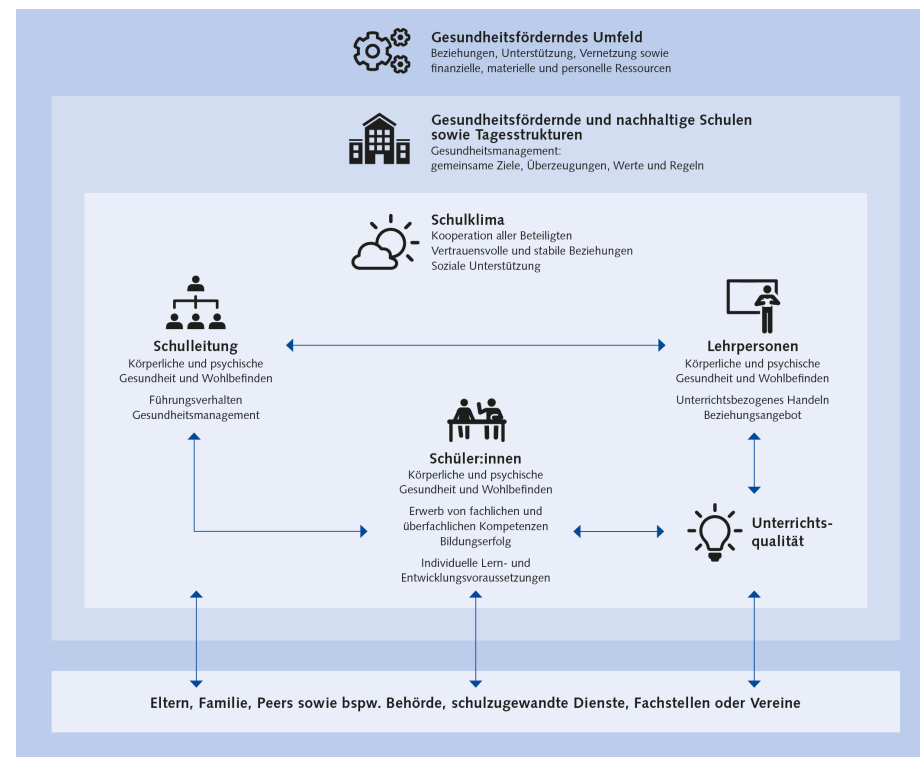 Gesundheitsförderndes Umfeld
Beziehungen, Unterstützung, Vernetzung sowie
finanzielle, materielle und personelle Ressourcen
Gesundheitsfördernde und nachhaltige Schulen
sowie Tagesstrukturen
Gesundheitsmanagement:
gemeinsame Ziele, Überzeugungen, Werte und Regeln
Schulklima
Kooperation aller Beteiligten
Vertrauensvolle und stabile Beziehungen
Soziale Unterstützung
Schulleitung
Körperliche und psychische
Gesundheit und Wohlbefinden
Führungsverhalten
Gesundheitsmanagement
Lehrpersonen
Körperliche und psychische
Gesundheit und Wohlbefinden
Unterrichtsbezogenes Handeln
Beziehungsangebot
Schüler:innen
Körperliche und psychische
Gesundheit und Wohlbefinden
Erwerb von fachlichen und
überfachlichen Kompetenzen
Bildungserfolg
Individuelle Lern- und
Entwicklungsvoraussetzungen
Unterrichts-
qualität
Eltern, Familie, Peers sowie bspw. Behörde, schulzugewandte Dienste, Fachstellen oder Vereine